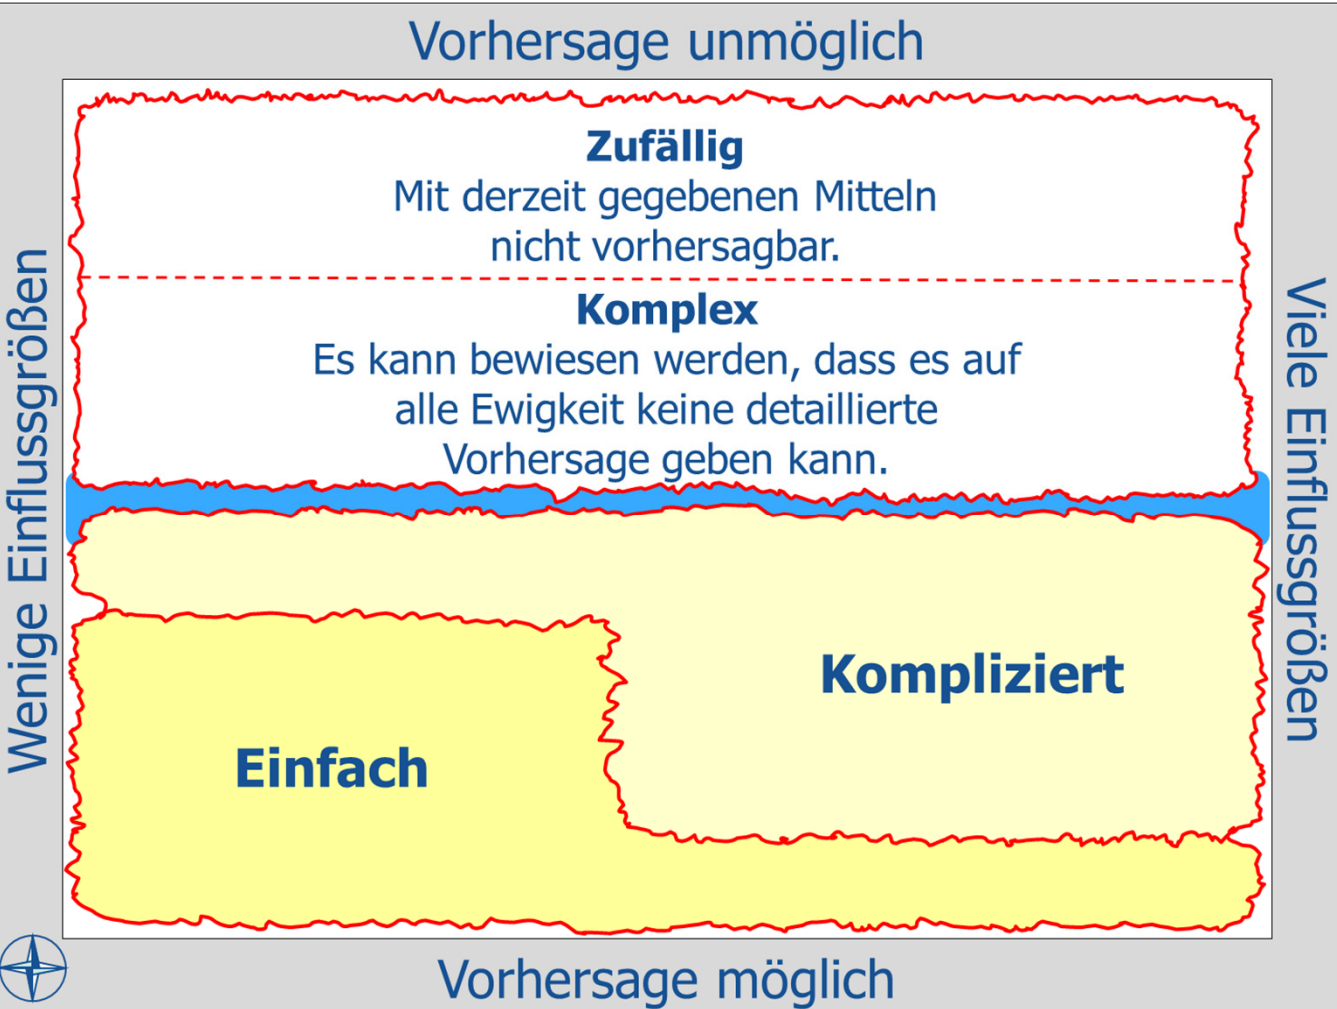 Vorhersage unmöglich
Zufällig
Mit derzeit gegebenen Mitteln
nicht vorhersagbar.
Komplex
Es kann bewiesen werden, dass es auf
alle Ewigkeit keine detaillierte
Vorhersage geben kann.
Wenige Einflussgrößen
Viele Einflussgrößen
Kompliziert
Einfach
Vorhersage möglich